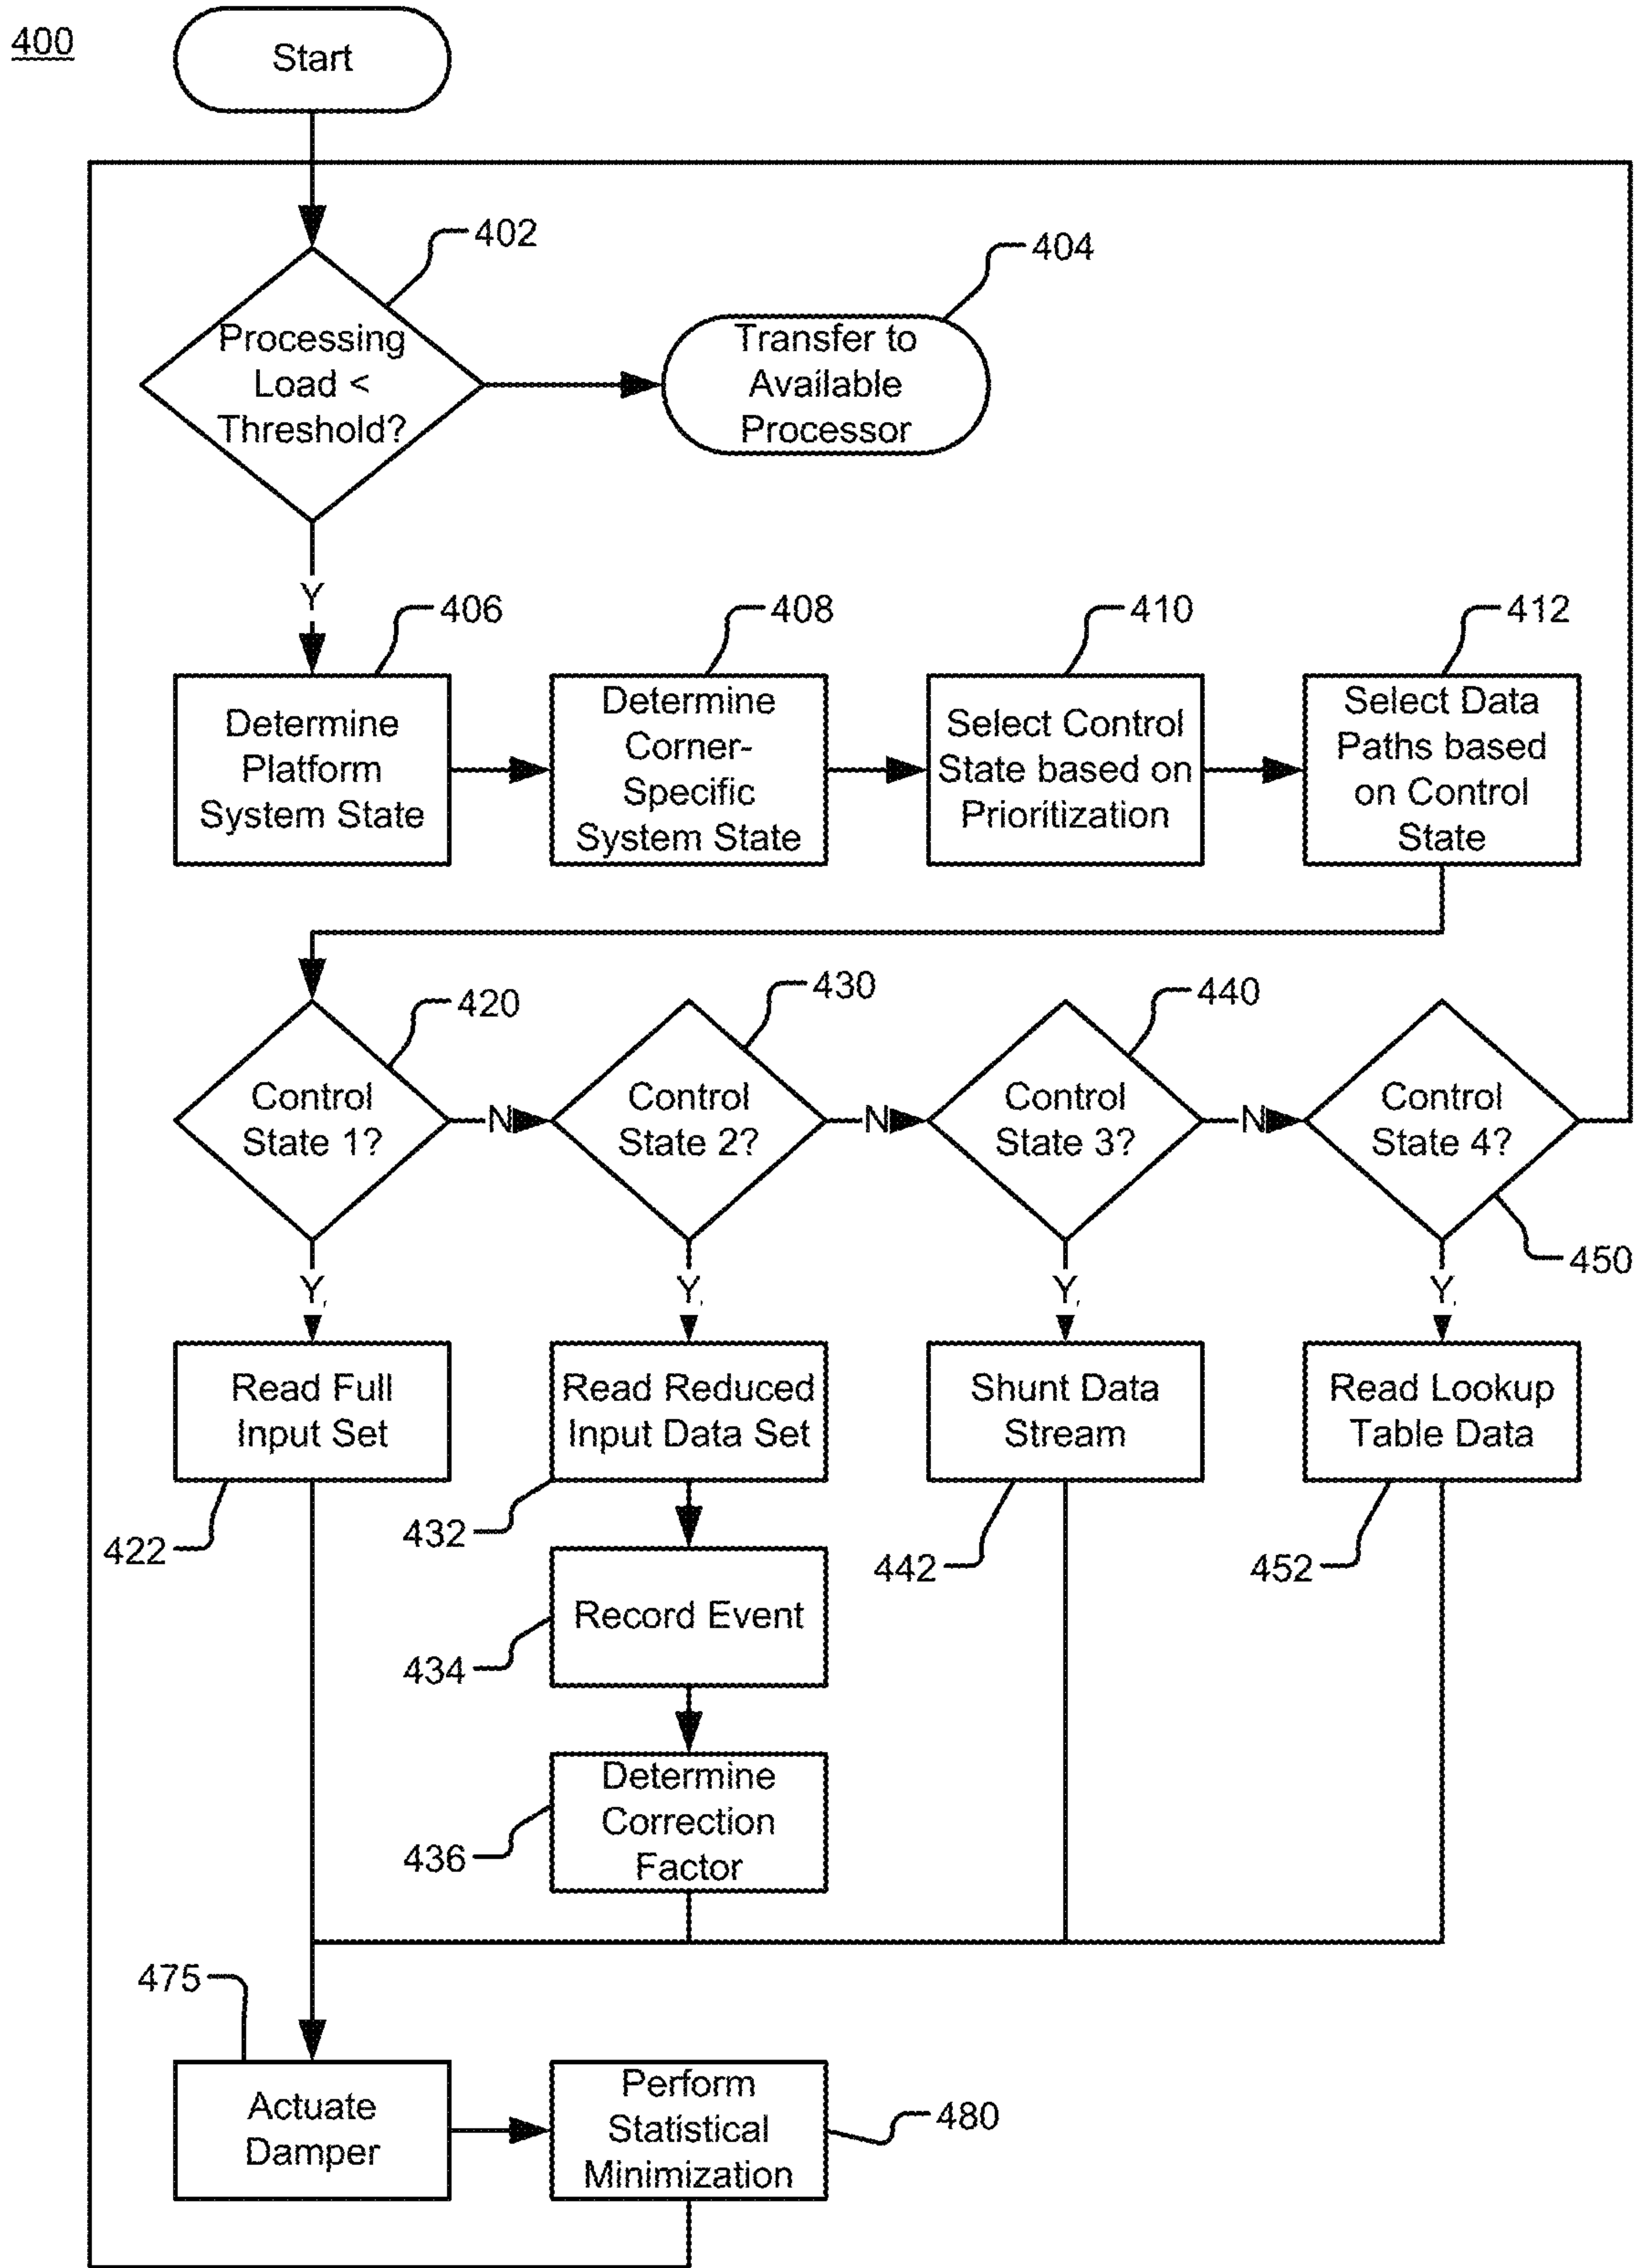 400
Start
402
404
Processing
Load <
Threshold?
Transfer to
Available
Processor
Y
406
408
410
412
Determine
Platform
System State
Determine
Corner-
Specific
System State
Select Control
State based on
Prioritization
Select Data
Paths based
on Control
State
420
430
440
Control
State 1?
N
Control
State 2?
N
Control
State 3?
N
Control
State 4?
450
Y
Y
Y
Y
Read Full
Input Set
Read Reduced
Input Data Set
Shunt Data
Stream
Read Lookup
Table Data
422
432
442
452
Record Event
434
Determine
Correction
Factor
436
475
Actuate
Damper
Perform
Statistical
Minimization
480